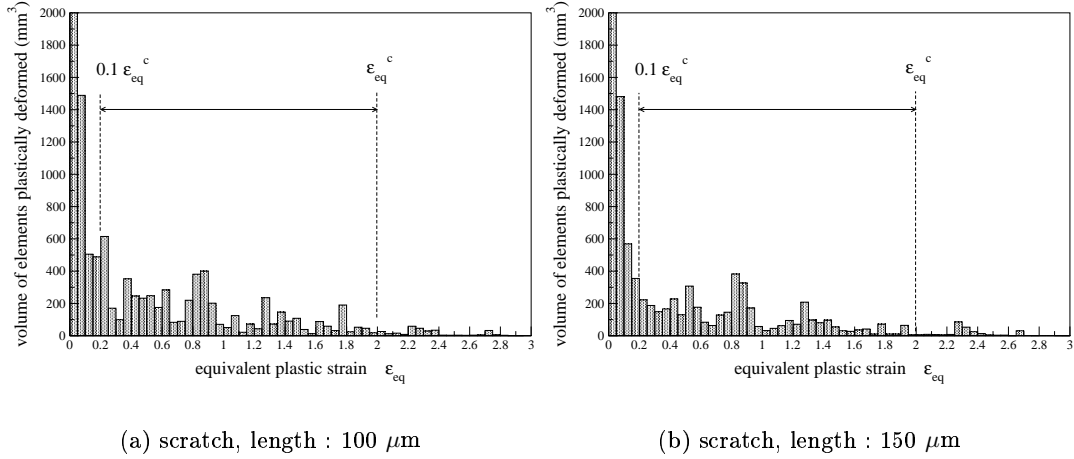 volume of elements plastically deformed (mm³)
2000
1800
1600
1400
1200
1000
800
600
400
200
0
0.1 εeq^c
εeq^c
0 0.2 0.4 0.6 0.8 1 1.2 1.4 1.6 1.8 2 2.2 2.4 2.6 2.8 3
equivalent plastic strain εeq
(a) scratch, length : 100 μm
volume of elements plastically deformed (mm³)
2000
1800
1600
1400
1200
1000
800
600
400
200
0
0.1 εeq^c
εeq^c
0 0.2 0.4 0.6 0.8 1 1.2 1.4 1.6 1.8 2 2.2 2.4 2.6 2.8 3
equivalent plastic strain εeq
(b) scratch, length : 150 μm